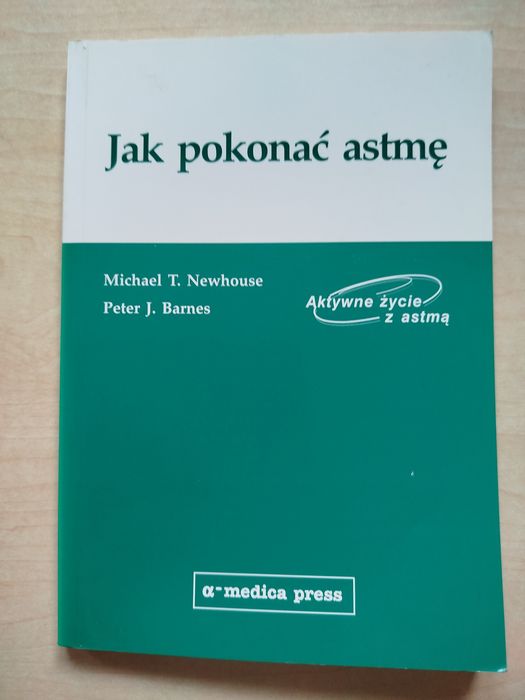 Jak pokonać astmę
Michael T. Newhouse
Peter J. Barnes
Aktywne życie
z astmą
α-medica press